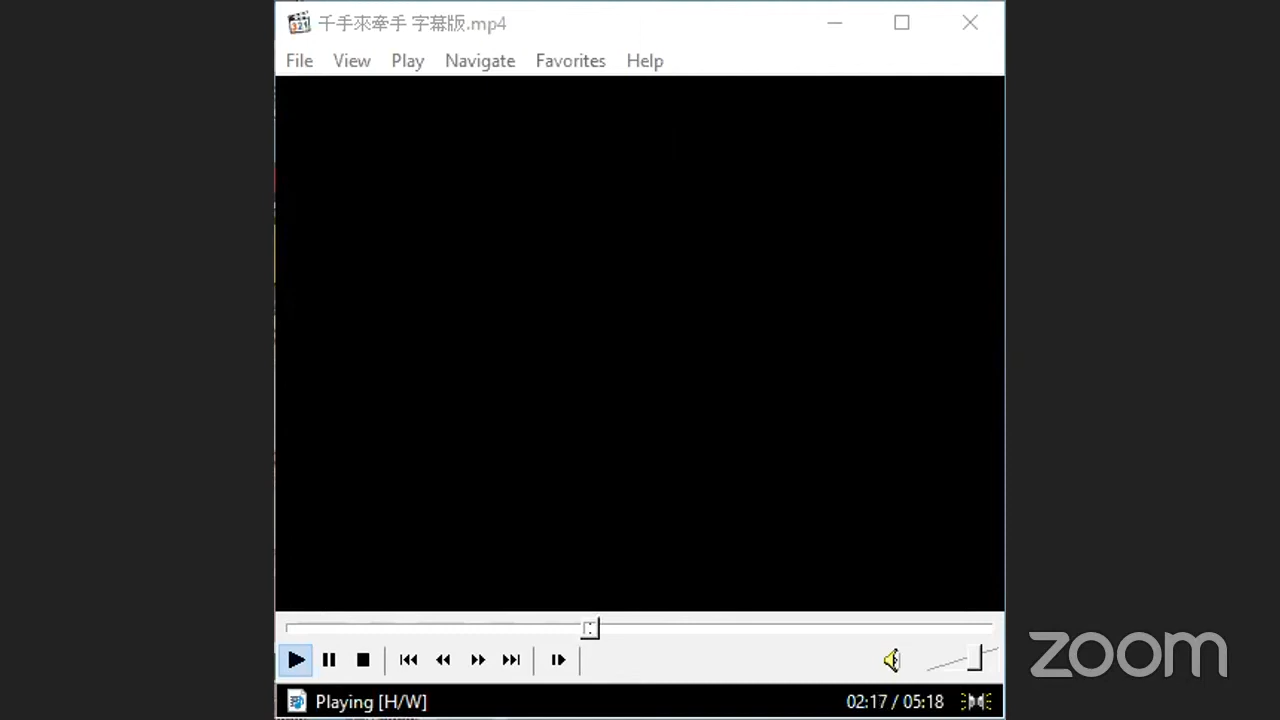 千手來牽手 字幕版.mp4
File View Play Navigate Favorites Help
Playing [H/W] 02:17 / 05:18
zoom